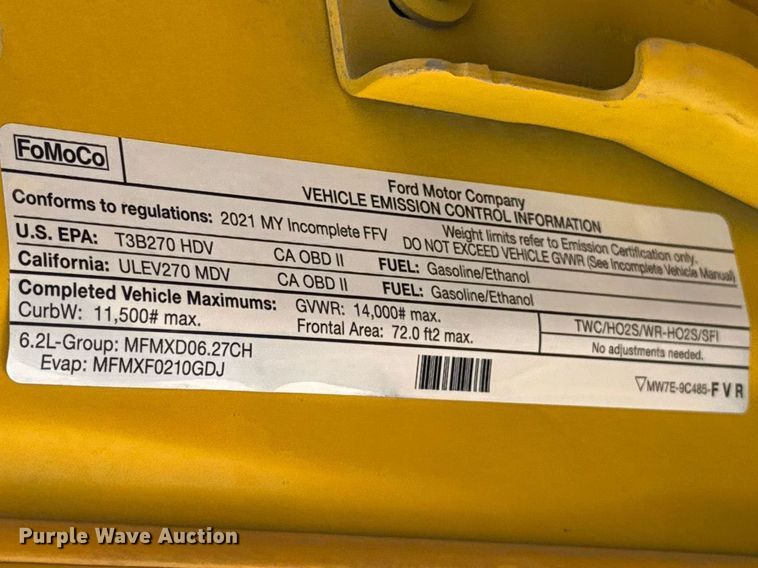 FoMoCo
Ford Motor Company
VEHICLE EMISSION CONTROL INFORMATION
Conforms to regulations: 2021 MY Incomplete FFV
Weight limits refer to Emission Certification only.
DO NOT EXCEED VEHICLE GVWR (See Incomplete Vehicle Manual)
U.S. EPA: T3B270 HDV CA OBD II FUEL: Gasoline/Ethanol
California: ULEV270 MDV CA OBD II FUEL: Gasoline/Ethanol
Completed Vehicle Maximums: GVWR: 14,000# max.
CurbW: 11,500# max. Frontal Area: 72.0 ft2 max.
TWC/HO2S/WR-HO2S/SFI
No adjustments needed.
6.2L-Group: MFMXD06.27CH
Evap: MFMXF0210GDJ
▽MW7E-9C485-F V R
Purple Wave Auction